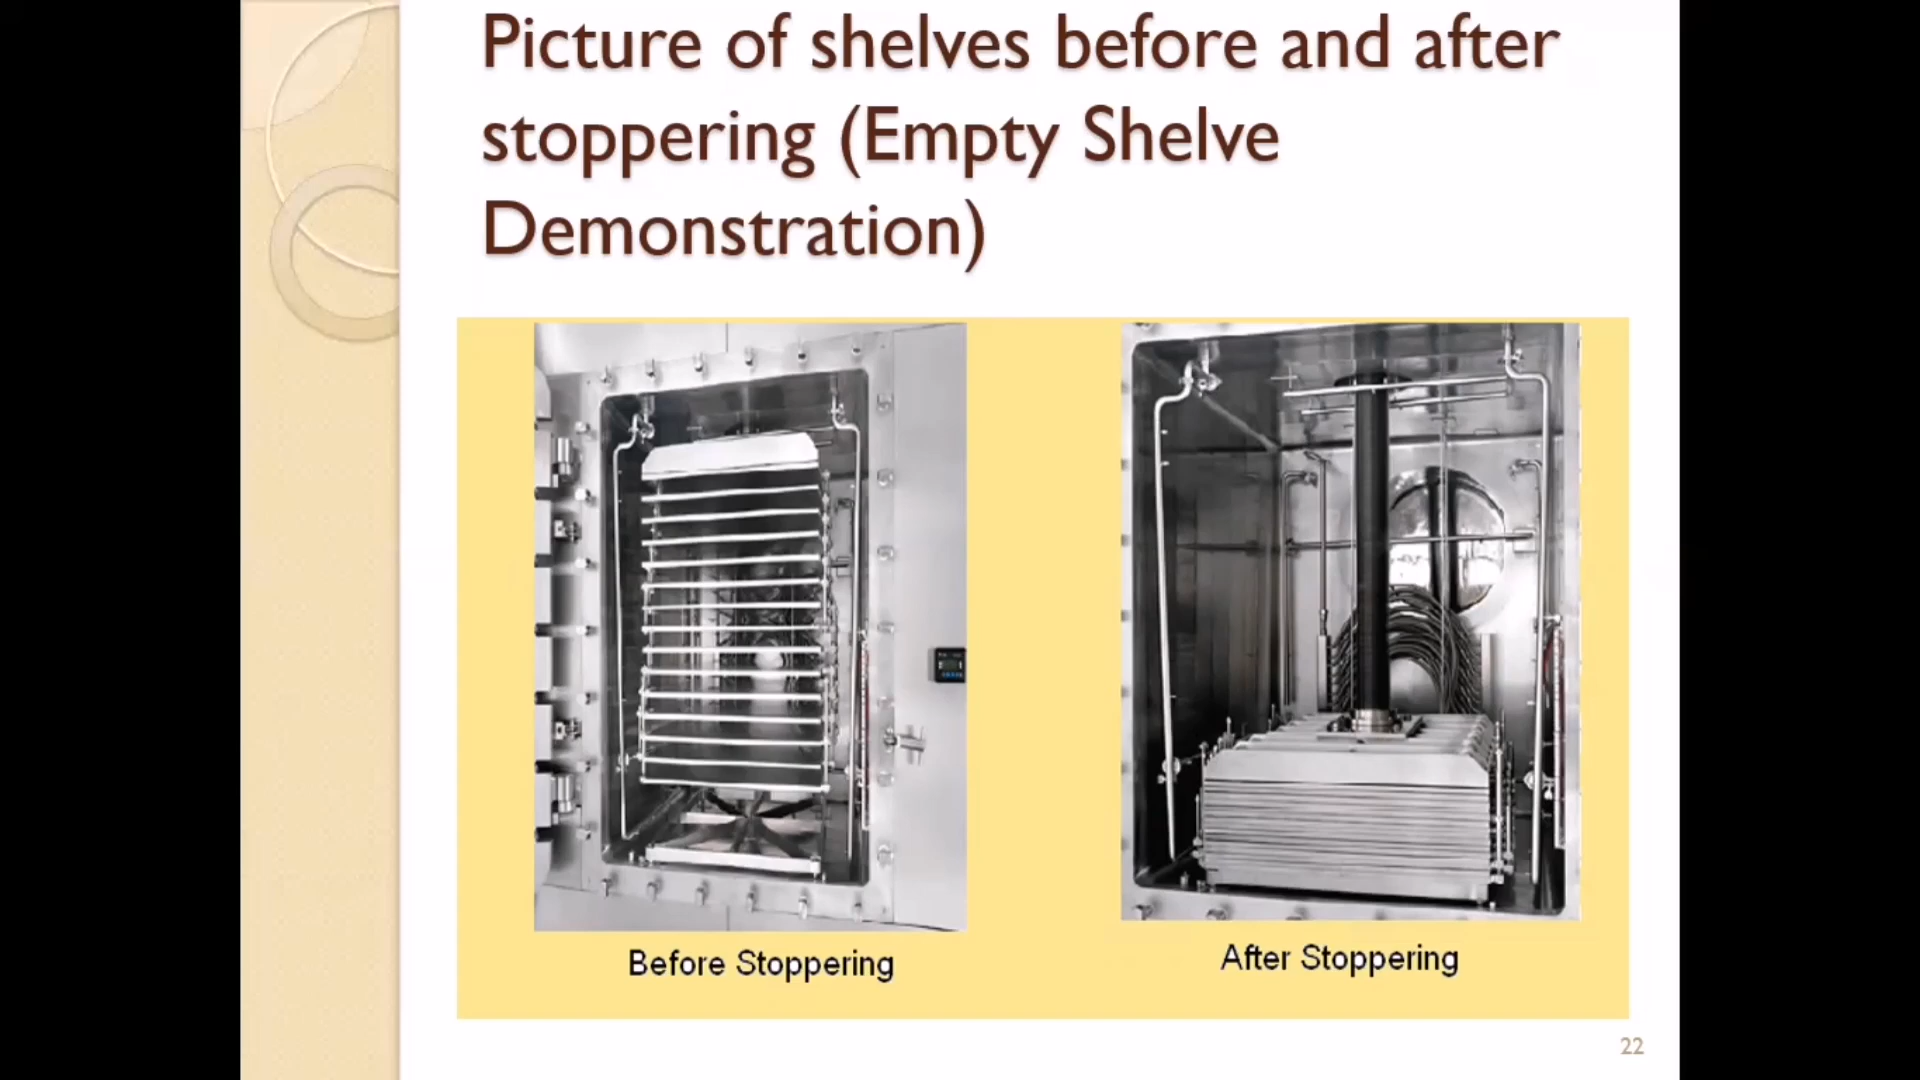 Picture of shelves before and after
stoppering (Empty Shelve
Demonstration)
Before Stoppering
After Stoppering
22